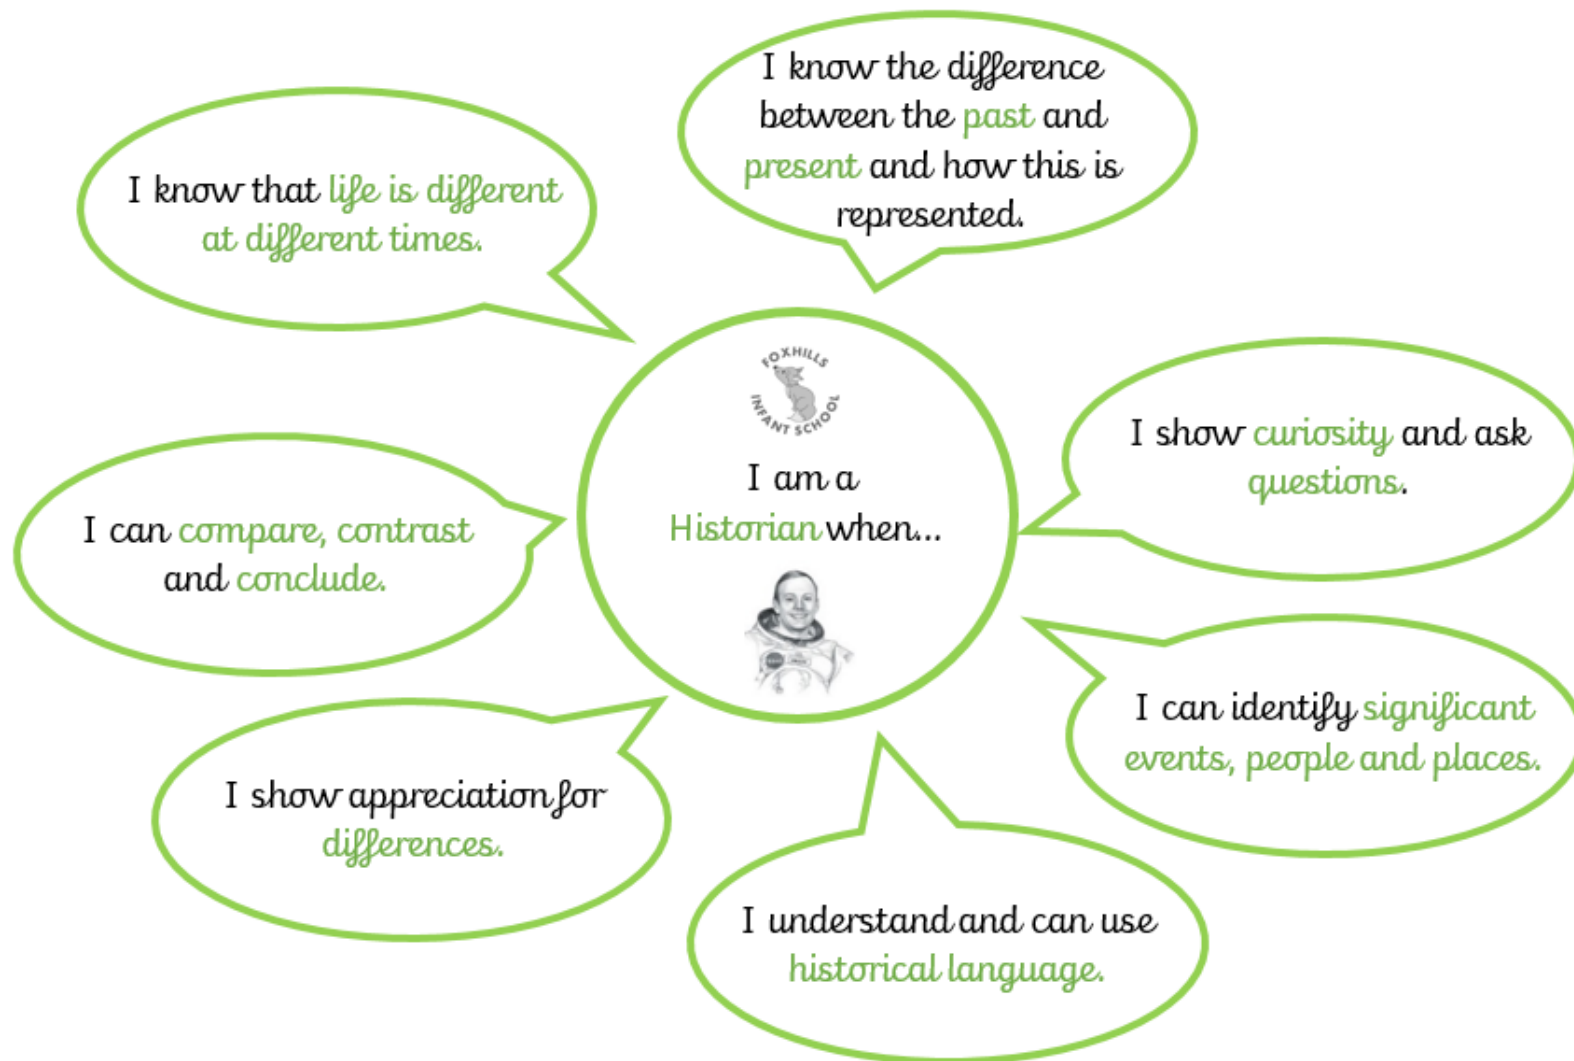 I know the difference
between the past and
present and how this is
represented.
I know that life is different
at different times.
FOXHILLS
INFANT SCHOOL
I am a
Historian when...
I show curiosity and ask
questions.
I can compare, contrast
and conclude.
I can identify significant
events, people and places.
I show appreciation for
differences.
I understand and can use
historical language.